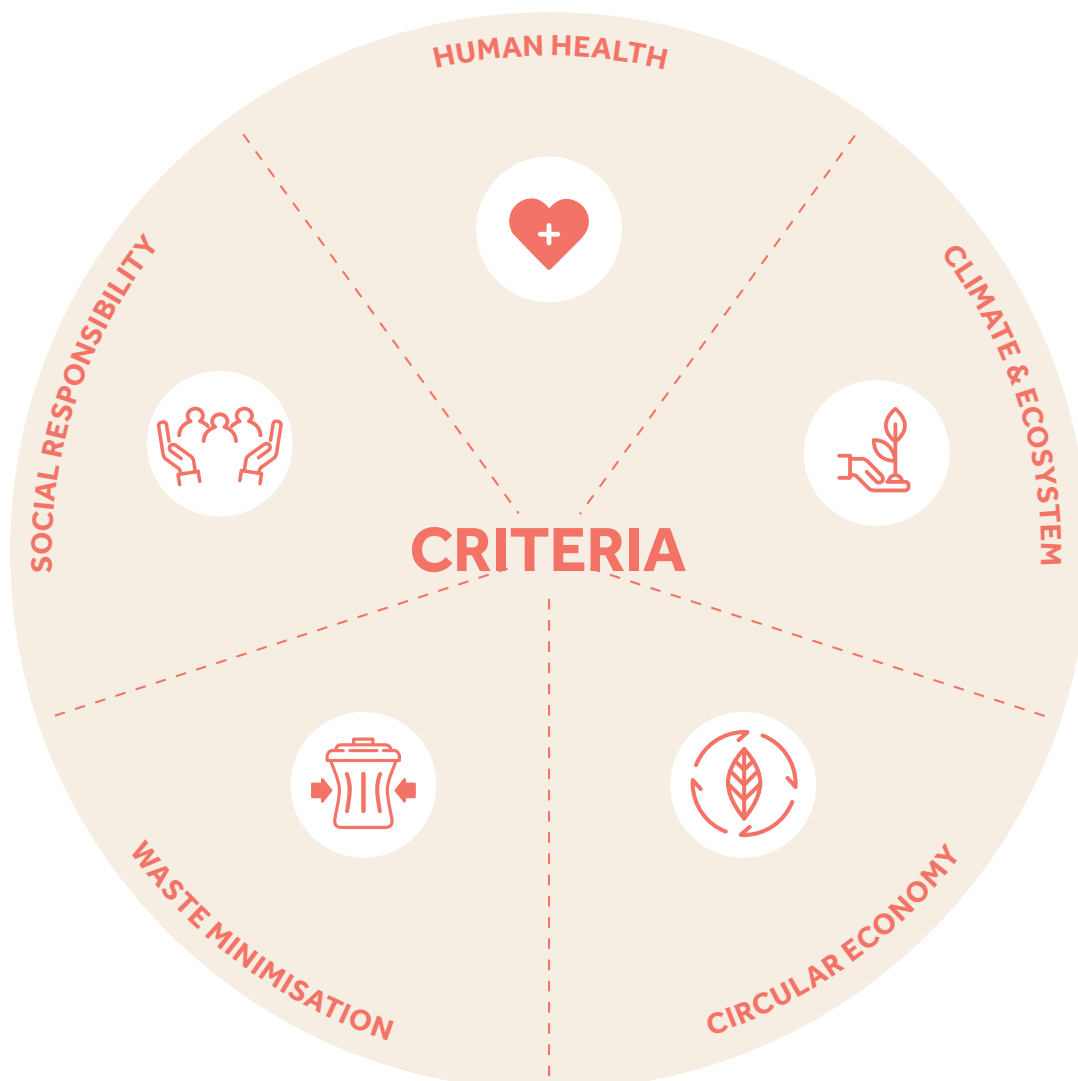 HUMAN HEALTH
CLIMATE & ECOSYSTEM
SOCIAL RESPONSIBILITY
CRITERIA
WASTE MINIMISATION
CIRCULAR ECONOMY